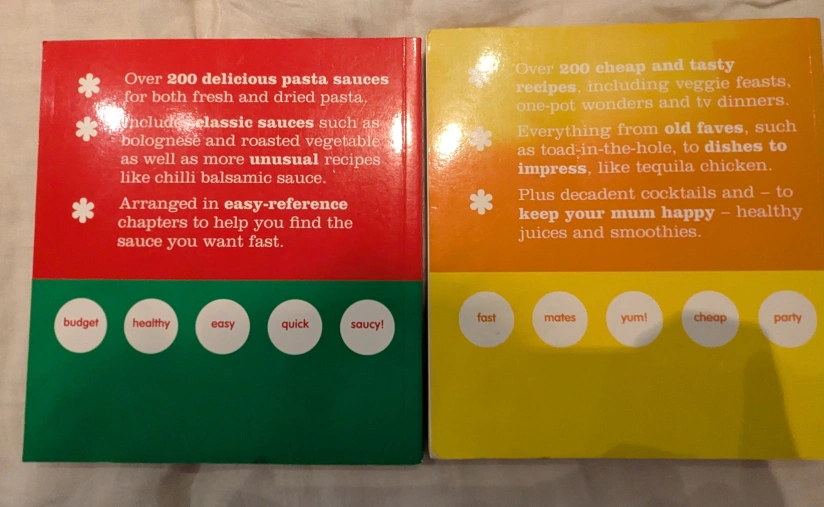 Over 200 delicious pasta sauces
for both fresh and dried pasta.
Includes classic sauces such as
bolognese and roasted vegetable
as well as more unusual recipes
like chilli balsamic sauce.
Arranged in easy-reference
chapters to help you find the
sauce you want fast.
budget
healthy
easy
quick
saucy!
Over 200 cheap and tasty
recipes, including veggie feasts,
one-pot wonders and tv dinners.
Everything from old faves, such
as toad-in-the-hole, to dishes to
impress, like tequila chicken.
Plus decadent cocktails and – to
keep your mum happy – healthy
juices and smoothies.
fast
mates
yum!
cheap
party